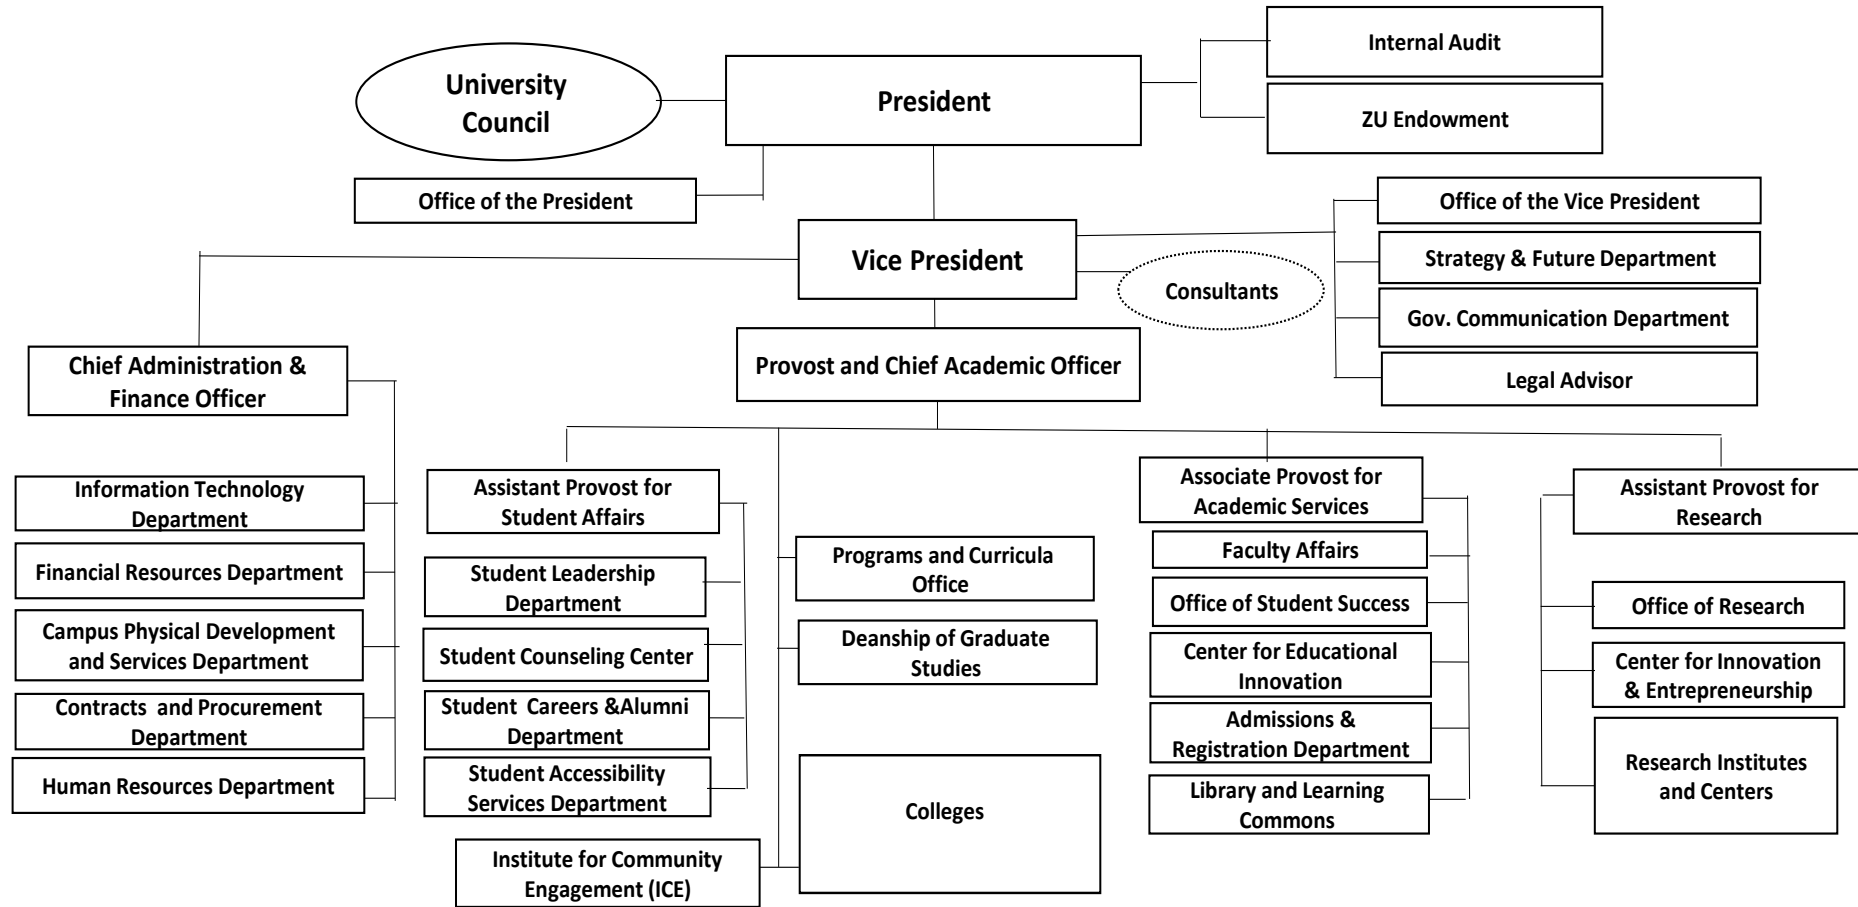 University
Council
President
Internal Audit
ZU Endowment
Office of the President
Vice President
Consultants
Office of the Vice President
Strategy & Future Department
Gov. Communication Department
Legal Advisor
Chief Administration &
Finance Officer
Provost and Chief Academic Officer
Information Technology
Department
Financial Resources Department
Campus Physical Development
and Services Department
Contracts and Procurement
Department
Human Resources Department
Assistant Provost for
Student Affairs
Student Leadership
Department
Student Counseling Center
Student Careers &Alumni
Department
Student Accessibility
Services Department
Institute for Community
Engagement (ICE)
Programs and Curricula
Office
Deanship of Graduate
Studies
Colleges
Associate Provost for
Academic Services
Faculty Affairs
Office of Student Success
Center for Educational
Innovation
Admissions &
Registration Department
Library and Learning
Commons
Assistant Provost for
Research
Office of Research
Center for Innovation
& Entrepreneurship
Research Institutes
and Centers